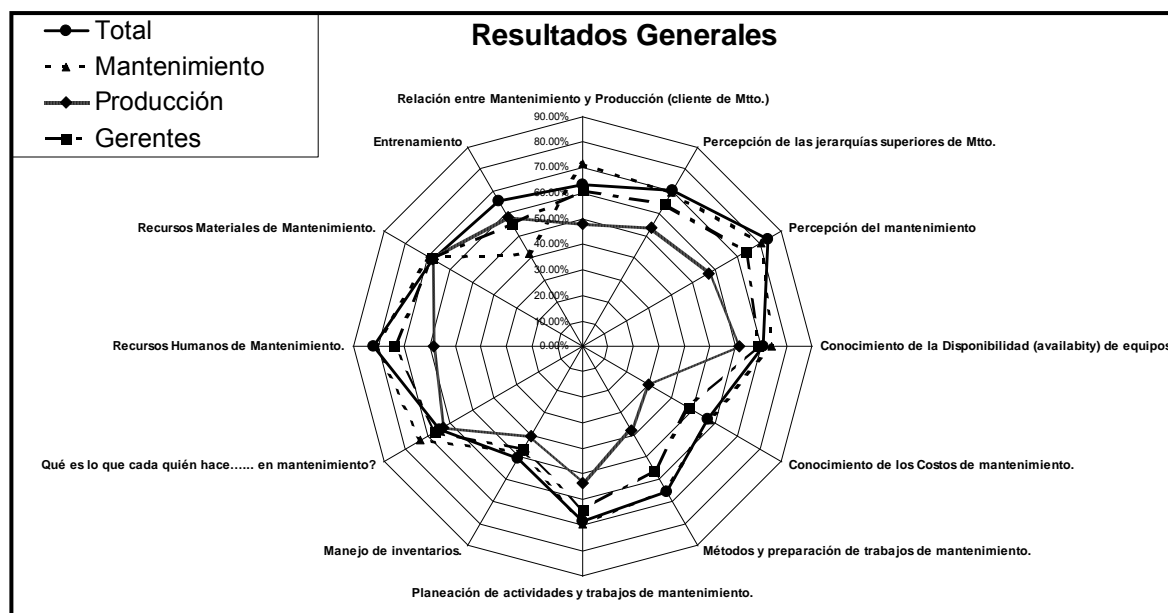 Resultados Generales
Total
Mantenimiento
Producción
Gerentes
Relación entre Mantenimiento y Producción (cliente de Mtto.)
Percepción de las jerarquías superiores de Mtto.
Percepción del mantenimiento
Conocimiento de la Disponibilidad (availabity) de equipos
Conocimiento de los Costos de mantenimiento.
Métodos y preparación de trabajos de mantenimiento.
Planeación de actividades y trabajos de mantenimiento.
Manejo de inventarios.
Qué es lo que cada quién hace…... en mantenimiento?
Recursos Humanos de Mantenimiento.
Recursos Materiales de Mantenimiento.
Entrenamiento
90.00%
80.00%
70.00%
60.00%
50.00%
40.00%
30.00%
20.00%
10.00%
0.00%